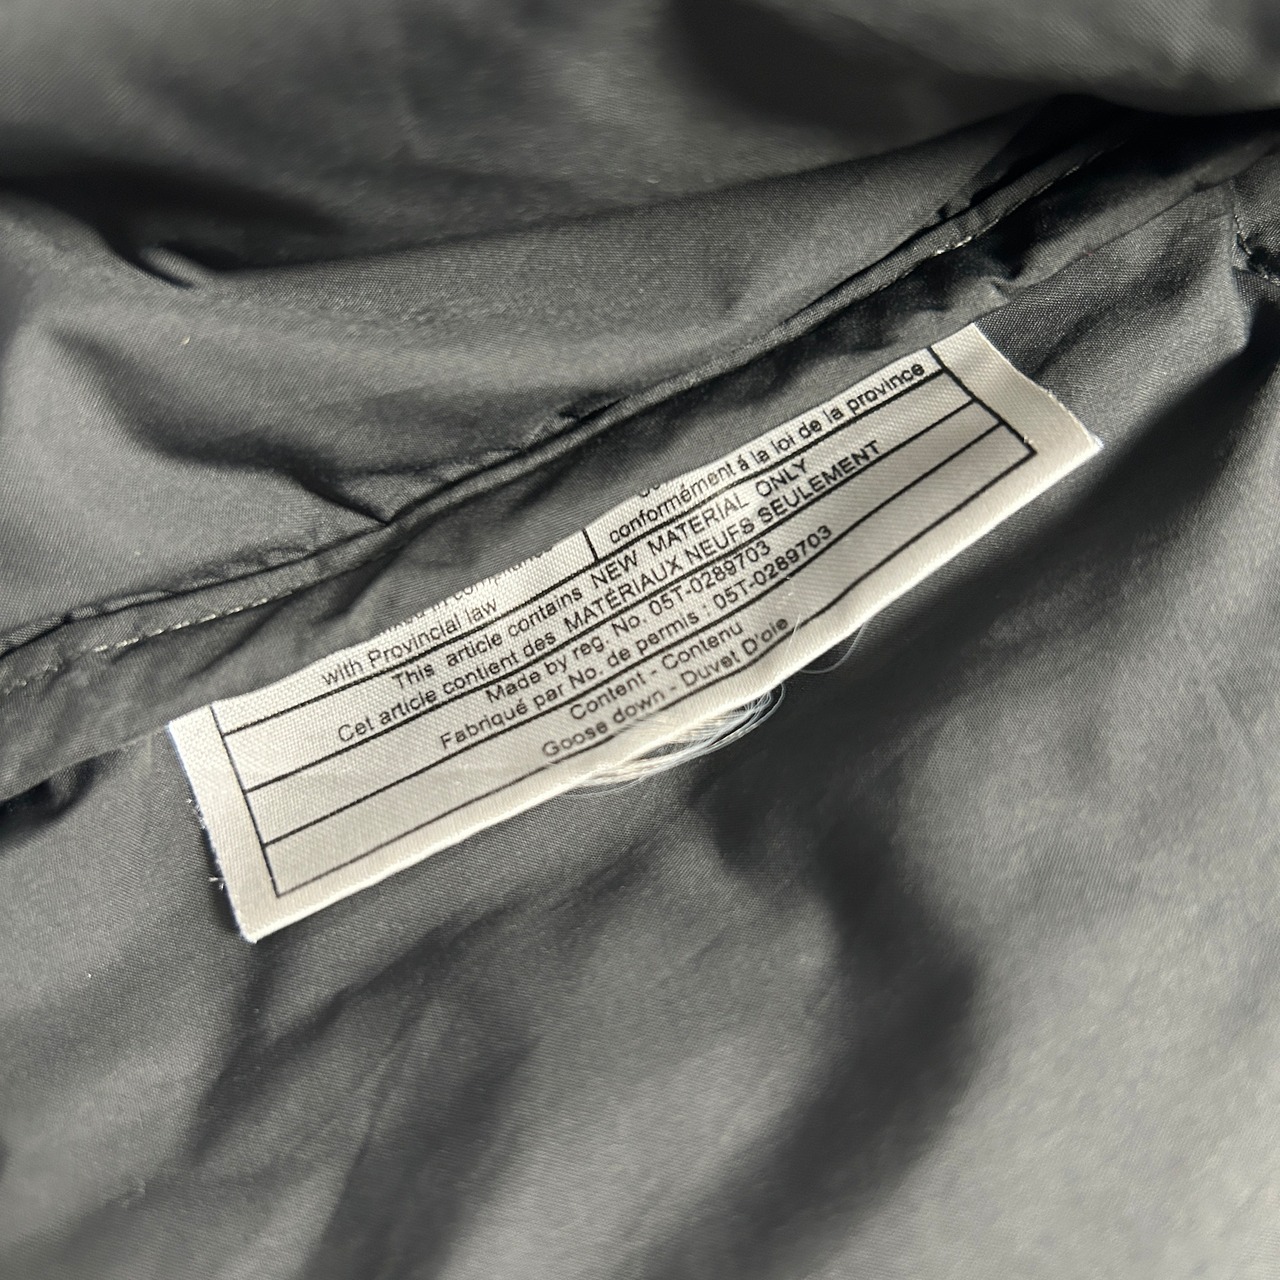 with Provincial law
conformément á la loi de la province
This article contains NEW MATERIAL ONLY
Cet article contient des MATÉRIAUX NEUFS SEULEMENT
Made by reg. No. 05T-0289703
Fabriqué par No. de permis : 05T-0289703
Content - Contenu
Goose down - Duvet D'oie